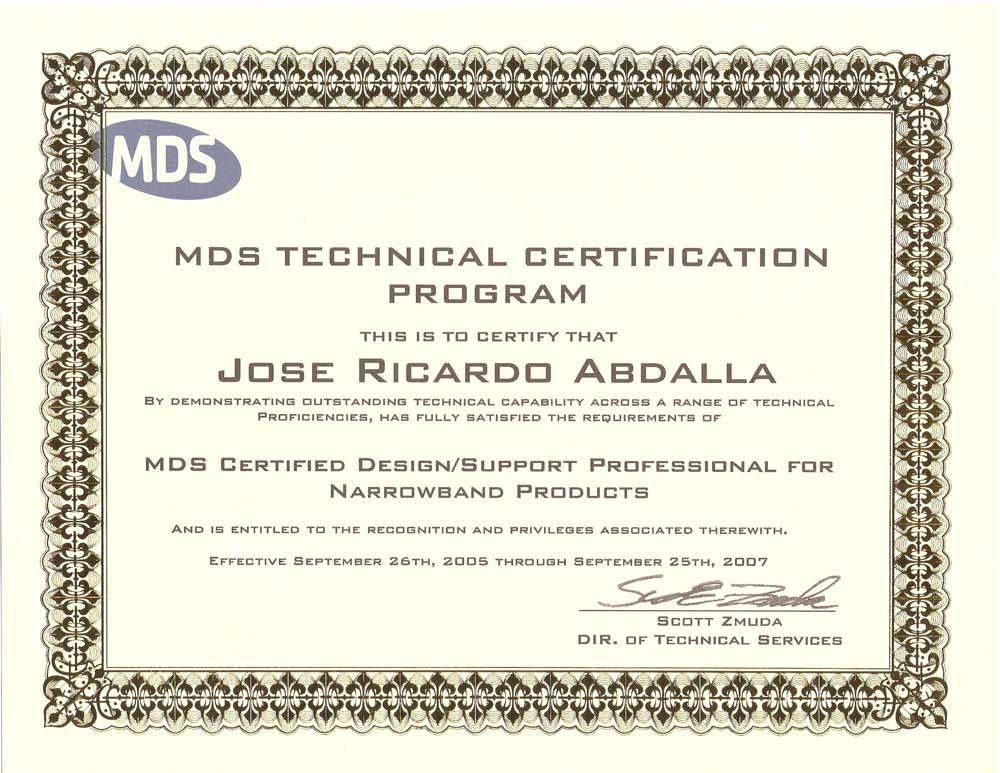 MDS
MDS TECHNICAL CERTIFICATION
PROGRAM
THIS IS TO CERTIFY THAT
JOSE RICARDO ABDALLA
BY DEMONSTRATING OUTSTANDING TECHNICAL CAPABILITY ACROSS A RANGE OF TECHNICAL
PROFICIENCIES, HAS FULLY SATISFIED THE REQUIREMENTS OF
MDS CERTIFIED DESIGN/SUPPORT PROFESSIONAL FOR
NARROWBAND PRODUCTS
AND IS ENTITLED TO THE RECOGNITION AND PRIVILEGES ASSOCIATED THEREWITH.
EFFECTIVE SEPTEMBER 26TH, 2005 THROUGH SEPTEMBER 25TH, 2007
Scott Zmuda
SCOTT ZMUDA
DIR. OF TECHNICAL SERVICES